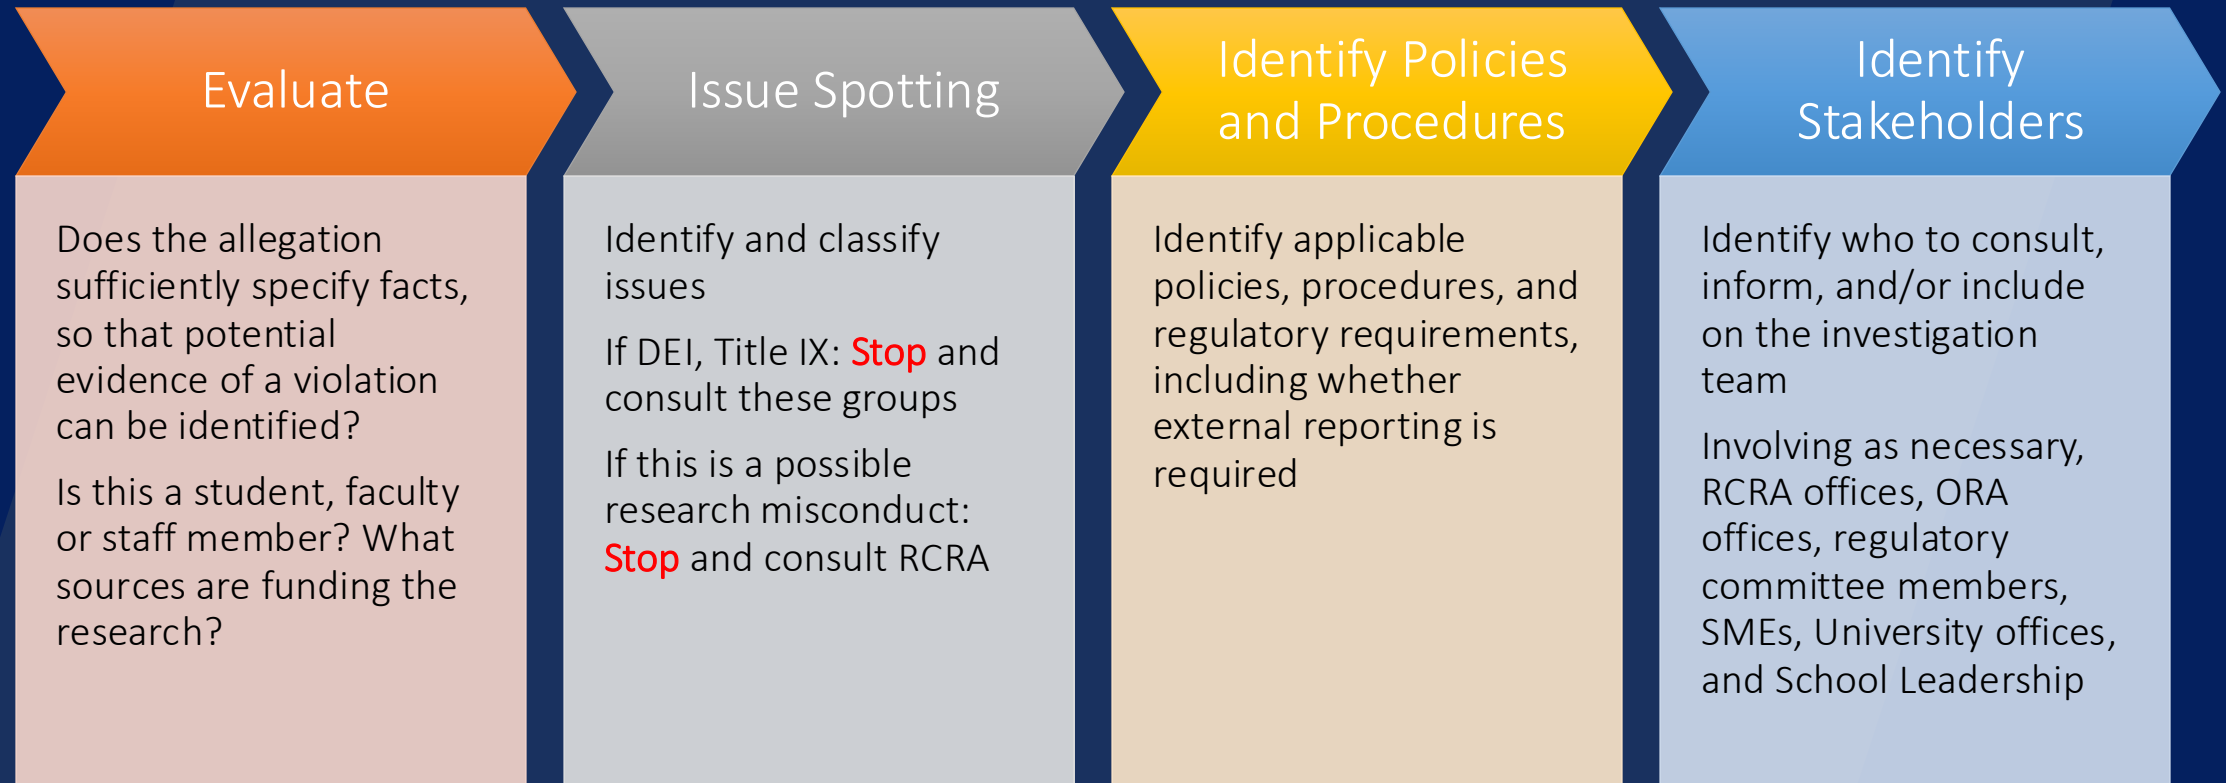 Evaluate
Does the allegation
sufficiently specify facts,
so that potential
evidence of a violation
can be identified?
Is this a student, faculty
or staff member? What
sources are funding the
research?
Issue Spotting
Identify and classify
issues
If DEI, Title IX: Stop and
consult these groups
If this is a possible
research misconduct:
Stop and consult RCRA
Identify Policies
and Procedures
Identify applicable
policies, procedures, and
regulatory requirements,
including whether
external reporting is
required
Identify
Stakeholders
Identify who to consult,
inform, and/or include
on the investigation
team
Involving as necessary,
RCRA offices, ORA
offices, regulatory
committee members,
SMEs, University offices,
and School Leadership